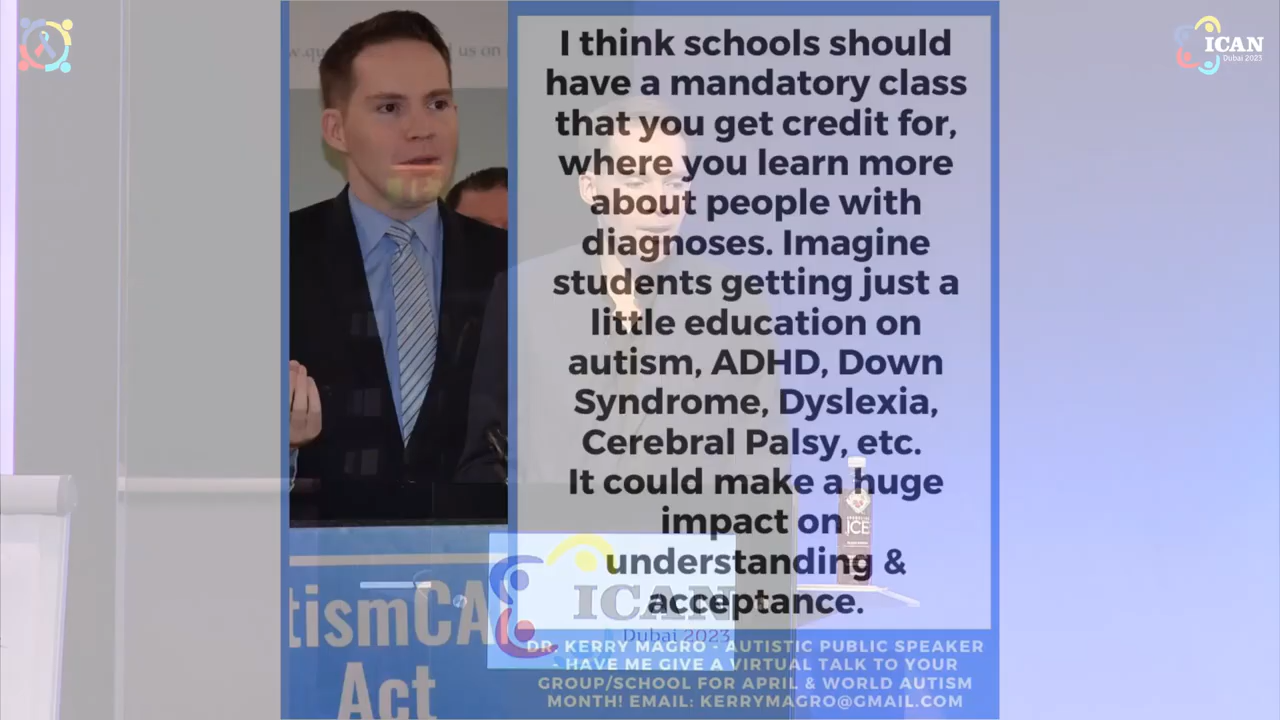 ICAN
Dubai 2023
us on
I think schools should
have a mandatory class
that you get credit for,
where you learn more
about people with
diagnoses. Imagine
students getting just a
little education on
autism, ADHD, Down
Syndrome, Dyslexia,
Cerebral Palsy, etc.
It could make a huge
impact on
understanding &
acceptance.
ICE
ICAN
Dubai 2023
tismCA
Act
DR. KERRY MAGRO - AUTISTIC PUBLIC SPEAKER
- HAVE ME GIVE A VIRTUAL TALK TO YOUR
GROUP/SCHOOL FOR APRIL & WORLD AUTISM
MONTH! EMAIL: KERRYMAGRO@GMAIL.COM